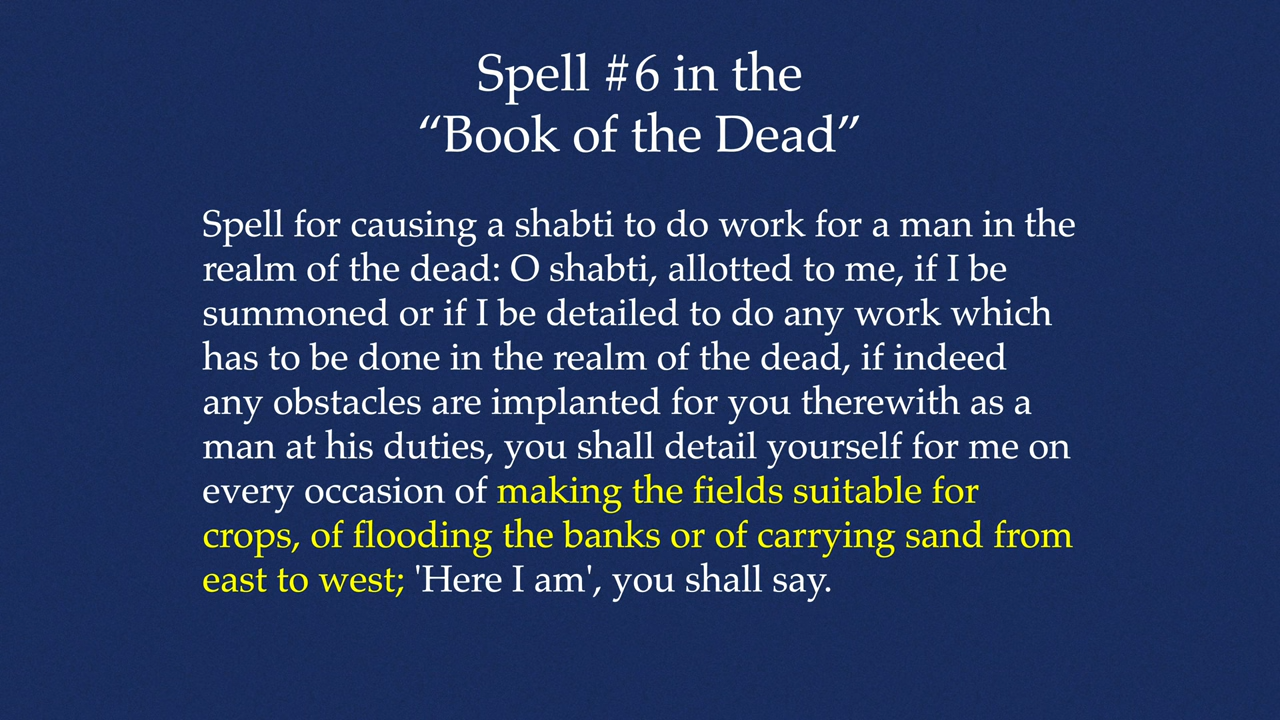 Spell #6 in the
“Book of the Dead”
Spell for causing a shabti to do work for a man in the
realm of the dead: O shabti, allotted to me, if I be
summoned or if I be detailed to do any work which
has to be done in the realm of the dead, if indeed
any obstacles are implanted for you therewith as a
man at his duties, you shall detail yourself for me on
every occasion of making the fields suitable for
crops, of flooding the banks or of carrying sand from
east to west; 'Here I am', you shall say.